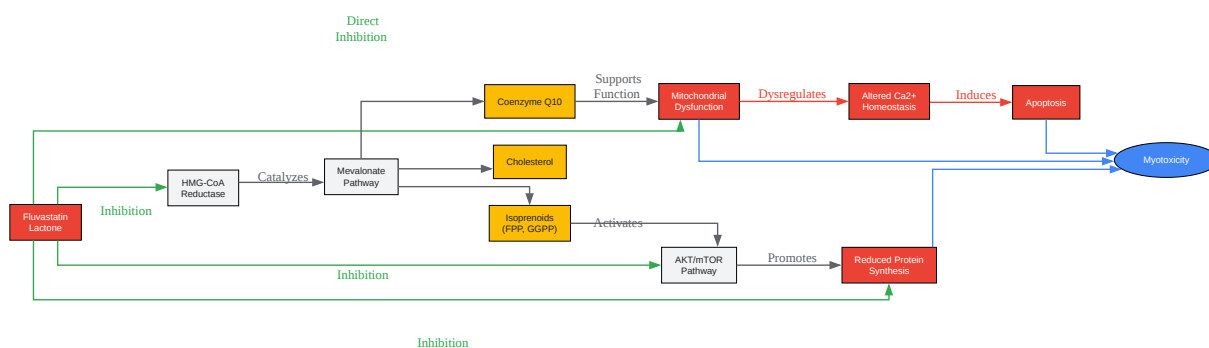 Direct
Inhibition
Supports
Function
Coenzyme Q10
Mitochondrial
Dysfunction
Dysregulates
Altered Ca2+
Homeostasis
Induces
Apoptosis
Myotoxicity
Cholesterol
Mevalonate
Pathway
Catalyzes
HMG-CoA
Reductase
Inhibition
Fluvastatin
Lactone
Isoprenoids
(FPP, GGPP)
Activates
AKT/mTOR
Pathway
Promotes
Reduced Protein
Synthesis
Inhibition
Inhibition